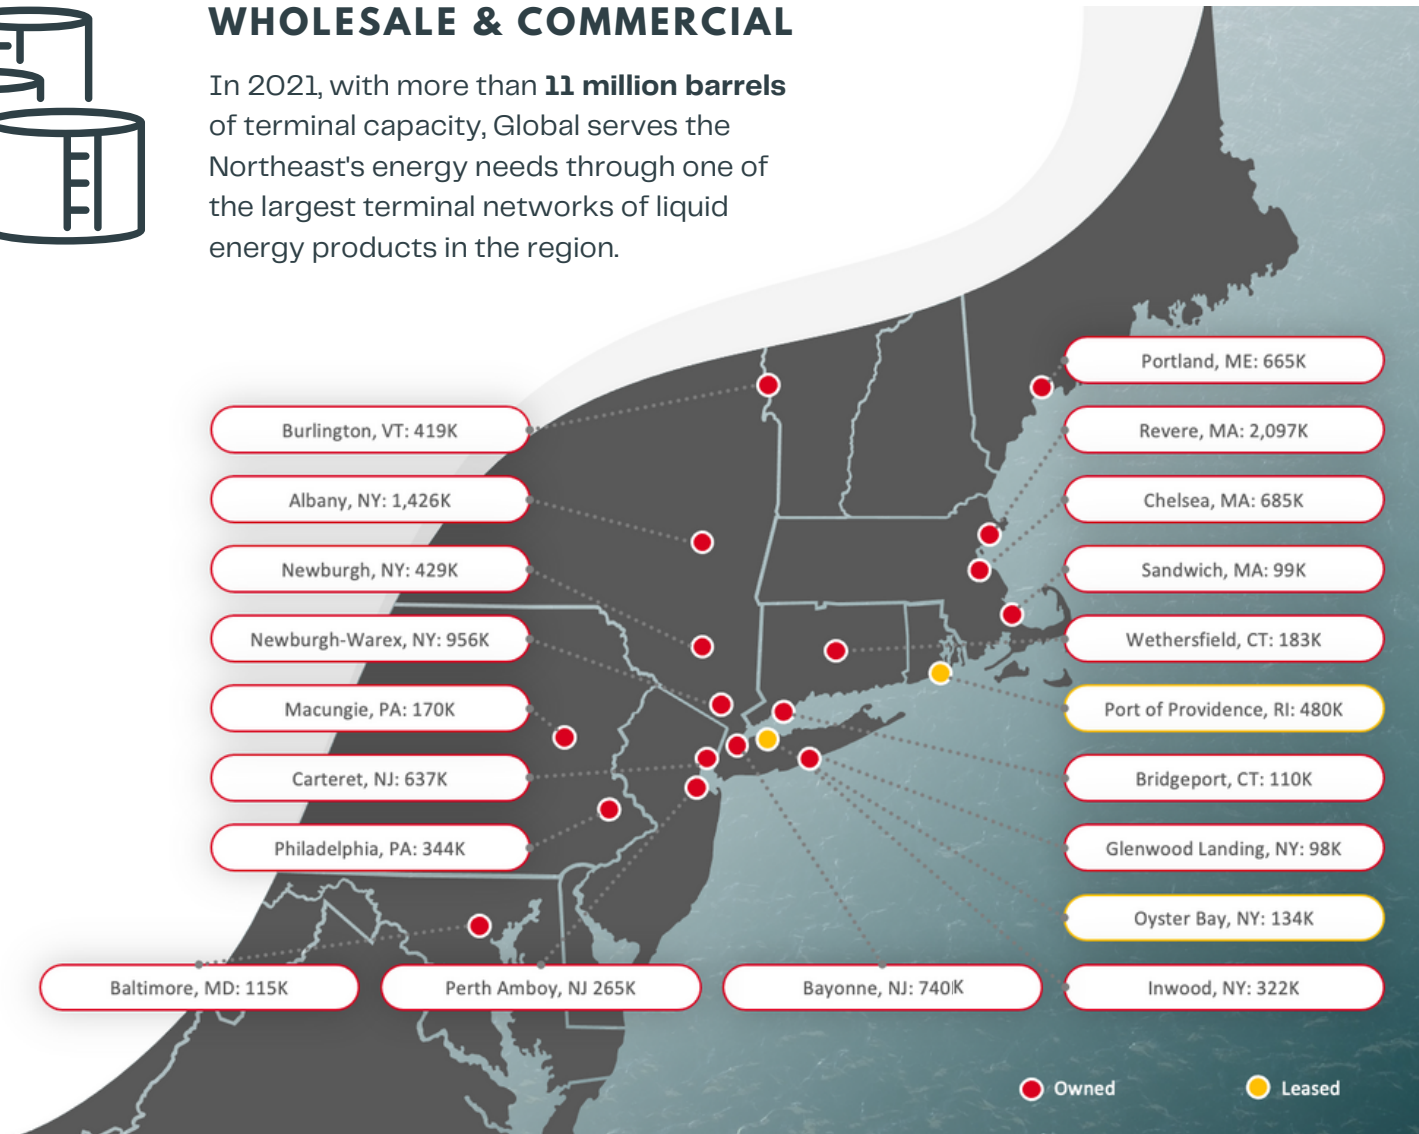 WHOLESALE & COMMERCIAL
In 2021, with more than 11 million barrels
of terminal capacity, Global serves the
Northeast's energy needs through one of
the largest terminal networks of liquid
energy products in the region.
Burlington, VT: 419K
Albany, NY: 1,426K
Newburgh, NY: 429K
Newburgh-Warex, NY: 956K
Macungie, PA: 170K
Carteret, NJ: 637K
Philadelphia, PA: 344K
Portland, ME: 665K
Revere, MA: 2,097K
Chelsea, MA: 685K
Sandwich, MA: 99K
Wethersfield, CT: 183K
Port of Providence, RI: 480K
Bridgeport, CT: 110K
Glenwood Landing, NY: 98K
Oyster Bay, NY: 134K
Baltimore, MD: 115K
Perth Amboy, NJ 265K
Bayonne, NJ: 740K
Inwood, NY: 322K
Owned
Leased